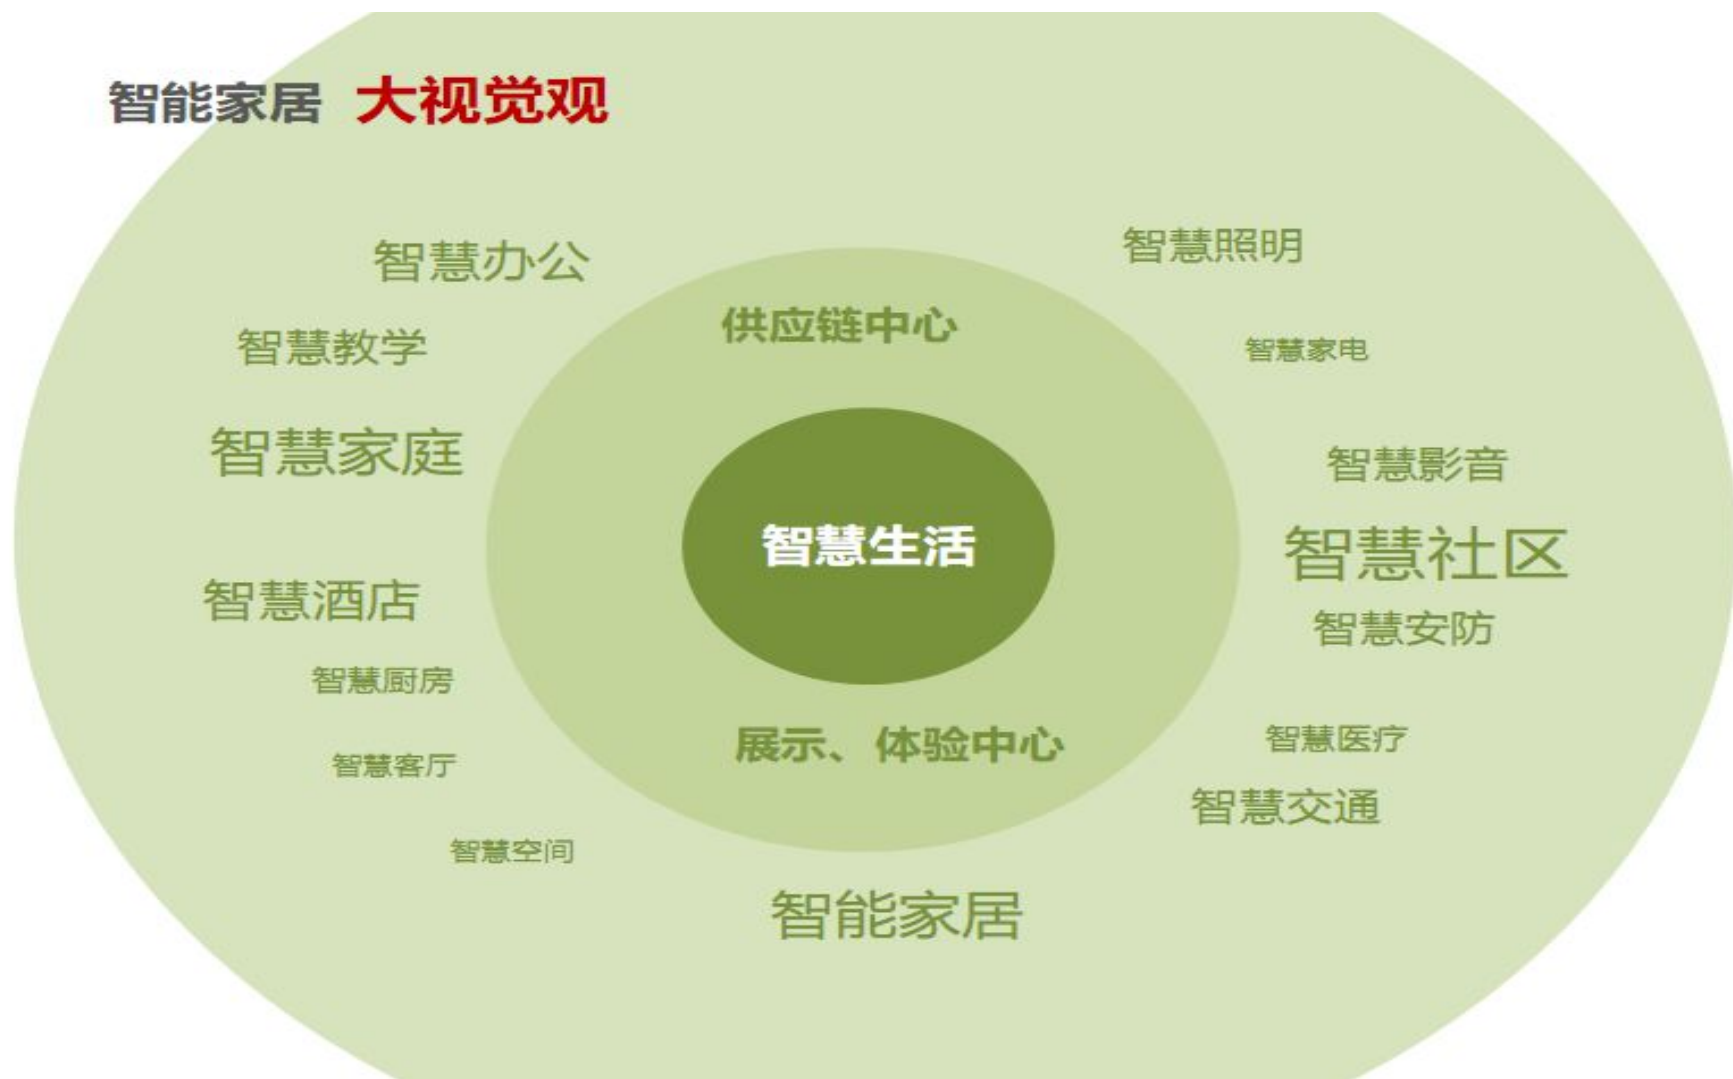 智能家居 大视觉观
智慧办公
智慧照明
供应链中心
智慧教学
智慧家电
智慧家庭
智慧影音
智慧生活
智慧社区
智慧酒店
智慧安防
智慧厨房
展示、体验中心
智慧医疗
智慧客厅
智慧交通
智慧空间
智能家居